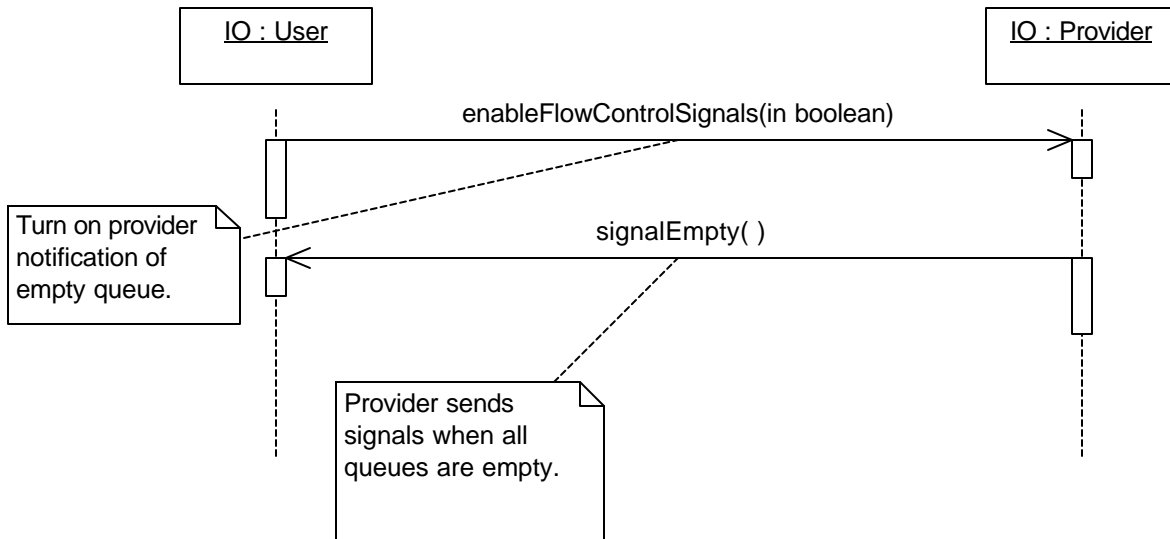 IO : User
IO : Provider
enableFlowControlSignals(in boolean)
Turn on provider
notification of
empty queue.
signalEmpty( )
Provider sends
signals when all
queues are empty.